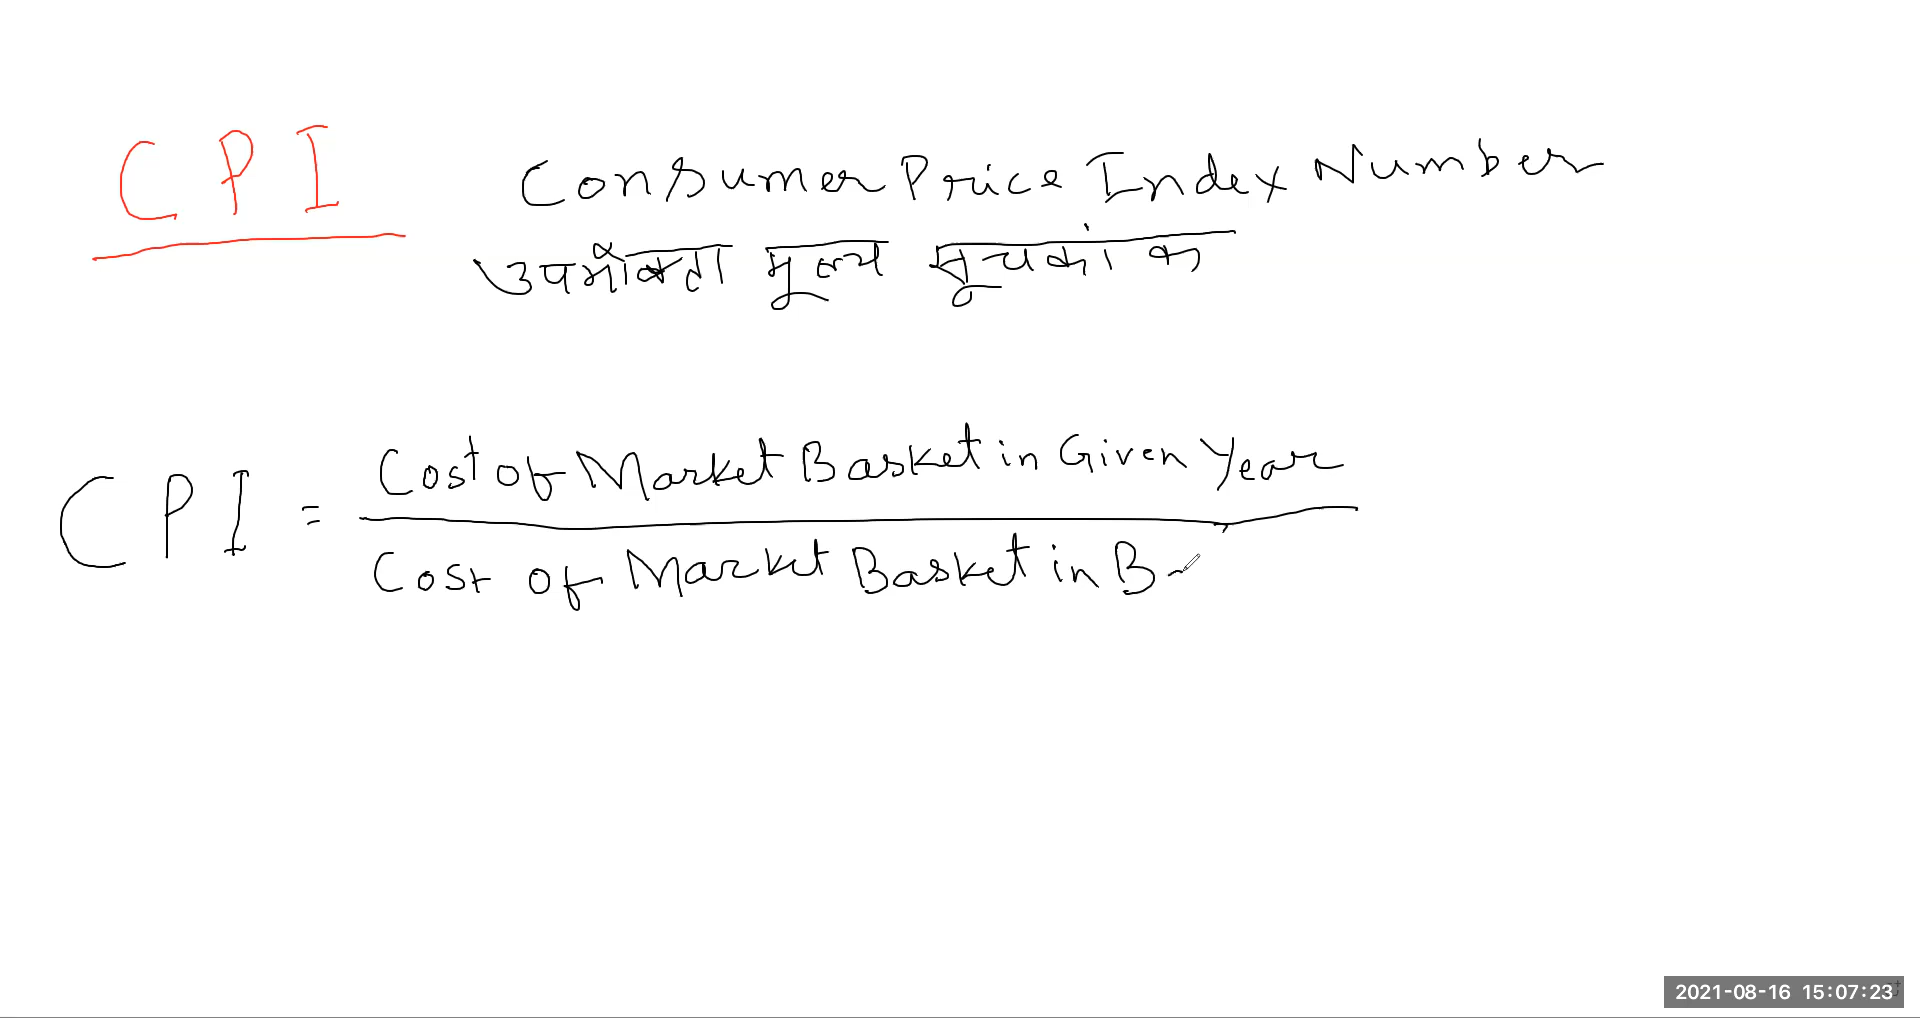 CPI Consumer Price Index Number
उपभोक्ता मूल्य सूचकांक
CPI = Cost of Market Basket in Given Year
Cost of Market Basket in B
2021-08-16 15:07:23